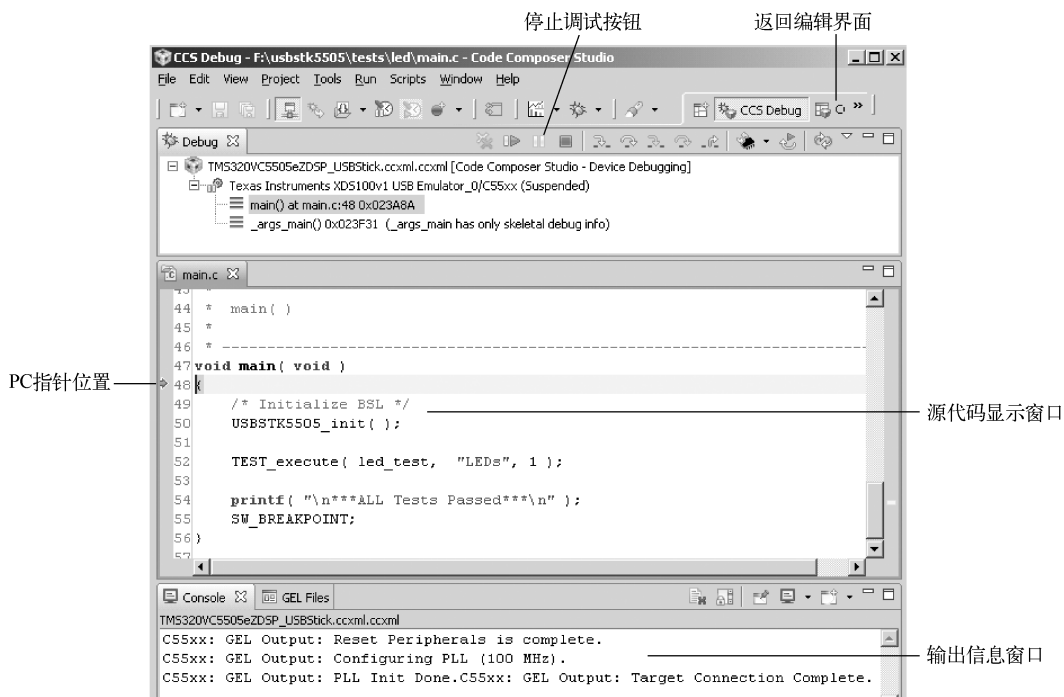 停止调试按钮
返回编辑界面
CCS Debug - F:\usbstk5505\tests\led\main.c - Code Composer Studio
File Edit View Project Tools Run Scripts Window Help
CCS Debug
C
»
Debug
TMS320VC5505eZDSP_USBStick.ccxml.ccxml [Code Composer Studio - Device Debugging]
Texas Instruments XDS100v1 USB Emulator_0/C55xx (Suspended)
main() at main.c:48 0x023A8A
_args_main() 0x023F31 (_args_main has only skeletal debug info)
main.c
43 *
44 * main( )
45 *
46 * ----------------------------------------------------------------------
47 void main( void )
PC指针位置
48 {
49 /* Initialize BSL */
源代码显示窗口
50 USBSTK5505_init( );
51
52 TEST_execute( led_test, "LEDs", 1 );
53
54 printf( "\n***ALL Tests Passed***\n" );
55 SW_BREAKPOINT;
56 }
57
Console
GEL Files
TMS320VC5505eZDSP_USBStick.ccxml.ccxml
C55xx: GEL Output: Reset Peripherals is complete.
C55xx: GEL Output: Configuring PLL (100 MHz).
输出信息窗口
C55xx: GEL Output: PLL Init Done.C55xx: GEL Output: Target Connection Complete.